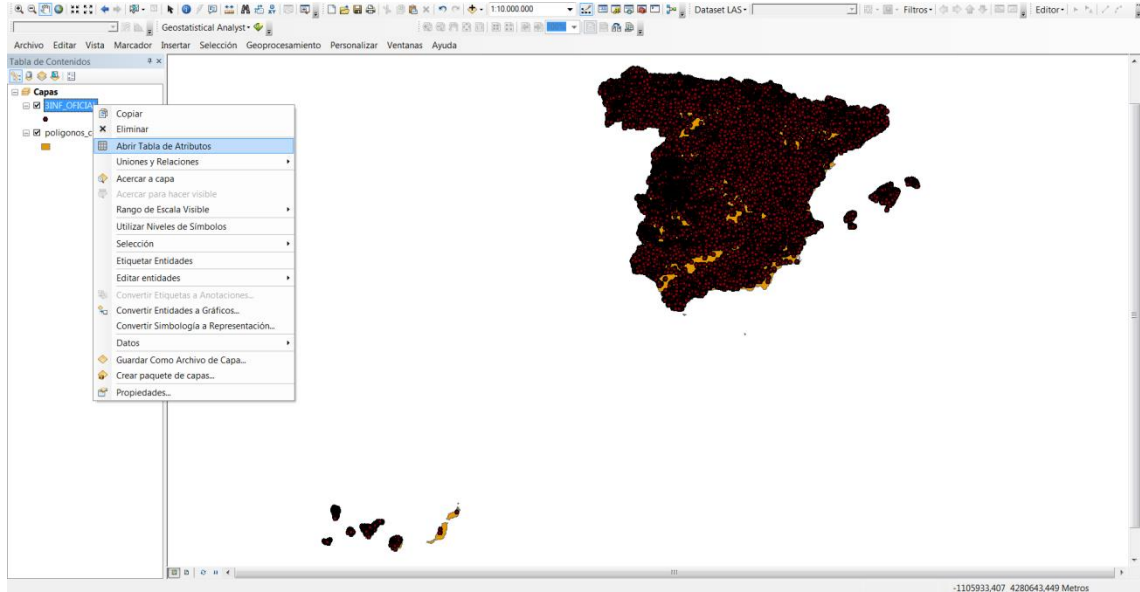 1:10.000.000
Dataset LAS
Filtros
Editor
Geostatistical Analyst
100%
Archivo Editar Vista Marcador Insertar Selección Geoprocesamiento Personalizar Ventanas Ayuda
Tabla de Contenidos
Capas
3INF_OFICIAL
poligonos_c
Copiar
Eliminar
Abrir Tabla de Atributos
Uniones y Relaciones
Acercar a capa
Acercar para hacer visible
Rango de Escala Visible
Utilizar Niveles de Símbolos
Selección
Etiquetar Entidades
Editar entidades
Convertir Etiquetas a Anotaciones...
Convertir Entidades a Gráficos...
Convertir Simbología a Representación...
Datos
Guardar Como Archivo de Capa...
Crear paquete de capas...
Propiedades...
-1105933,407 4280643,449 Metros